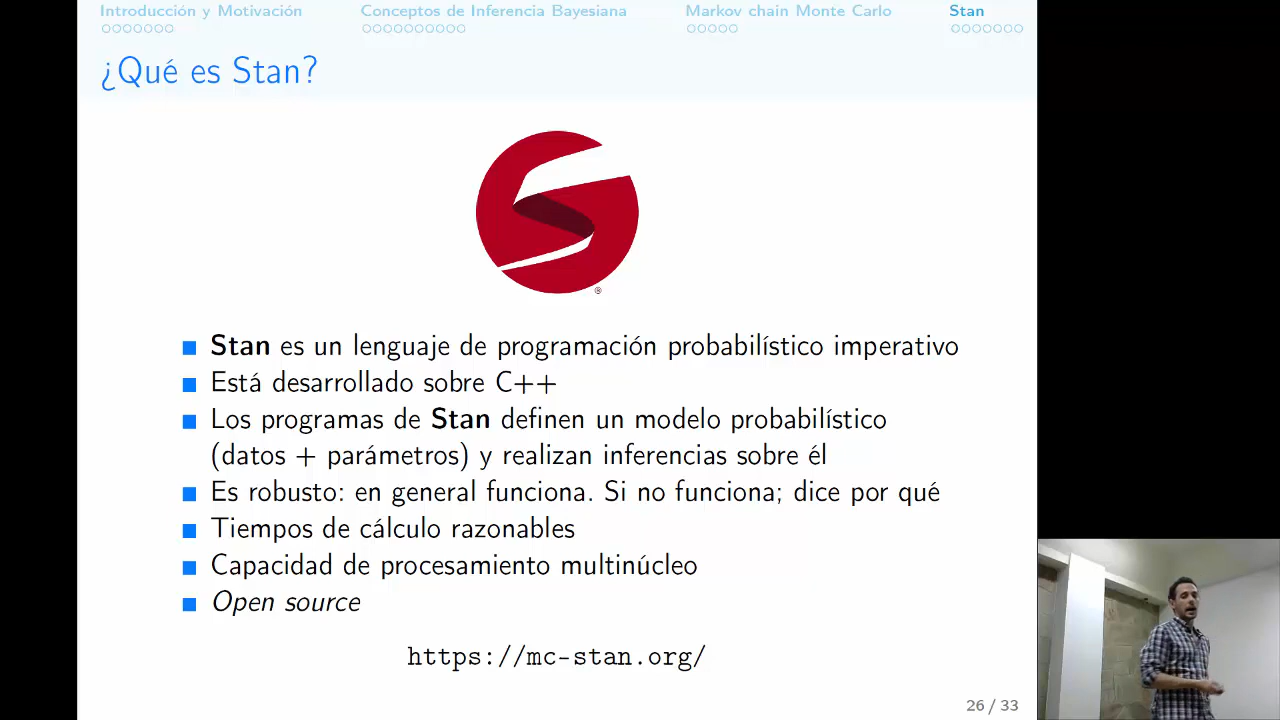 Introducción y Motivación
Conceptos de Inferencia Bayesiana
Markov chain Monte Carlo
Stan
¿Qué es Stan?
®
Stan es un lenguaje de programación probabilístico imperativo
Está desarrollado sobre C++
Los programas de Stan definen un modelo probabilístico
(datos + parámetros) y realizan inferencias sobre él
Es robusto: en general funciona. Si no funciona; dice por qué
Tiempos de cálculo razonables
Capacidad de procesamiento multinúcleo
Open source
https://mc-stan.org/
26 / 33